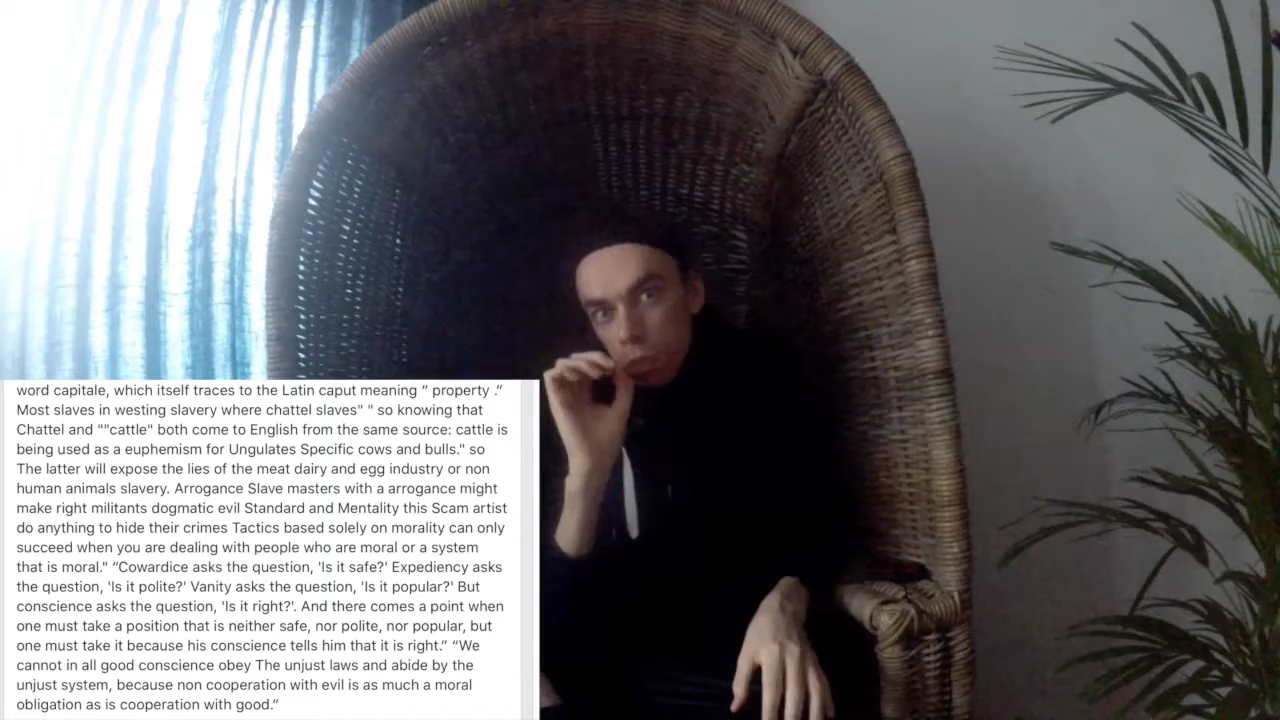 word capitale, which itself traces to the Latin caput meaning “ property .”
Most slaves in westing slavery where chattel slaves" " so knowing that
Chattel and ""cattle" both come to English from the same source: cattle is
being used as a euphemism for Ungulates Specific cows and bulls." so
The latter will expose the lies of the meat dairy and egg industry or non
human animals slavery. Arrogance Slave masters with a arrogance might
make right militants dogmatic evil Standard and Mentality this Scam artist
do anything to hide their crimes Tactics based solely on morality can only
succeed when you are dealing with people who are moral or a system
that is moral." “Cowardice asks the question, 'Is it safe?' Expediency asks
the question, 'Is it polite?' Vanity asks the question, 'Is it popular?' But
conscience asks the question, 'Is it right?'. And there comes a point when
one must take a position that is neither safe, nor polite, nor popular, but
one must take it because his conscience tells him that it is right.” “We
cannot in all good conscience obey The unjust laws and abide by the
unjust system, because non cooperation with evil is as much a moral
obligation as is cooperation with good.”